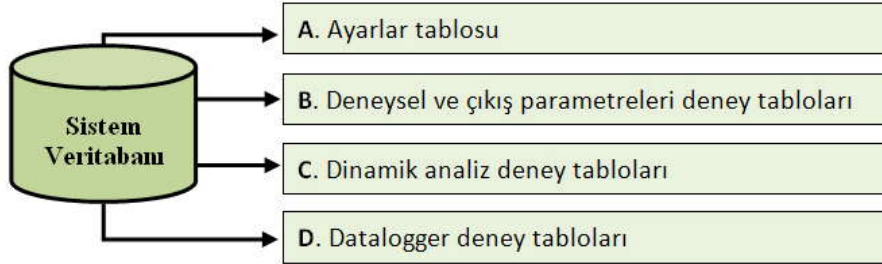 A. Ayarlar tablosu
B. Deneysel ve çıkış parametreleri deney tabloları
Sistem
Veritabanı
C. Dinamik analiz deney tabloları
D. Datalogger deney tabloları